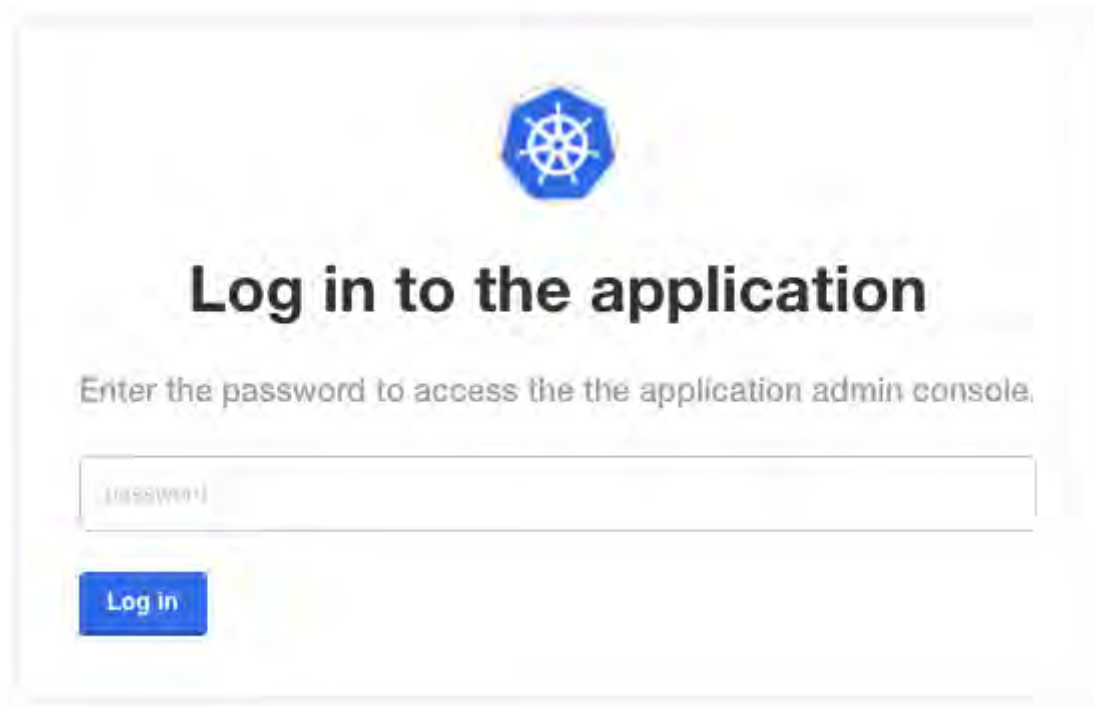 Log in to the application
Enter the password to access the the application admin console.
password
Log in